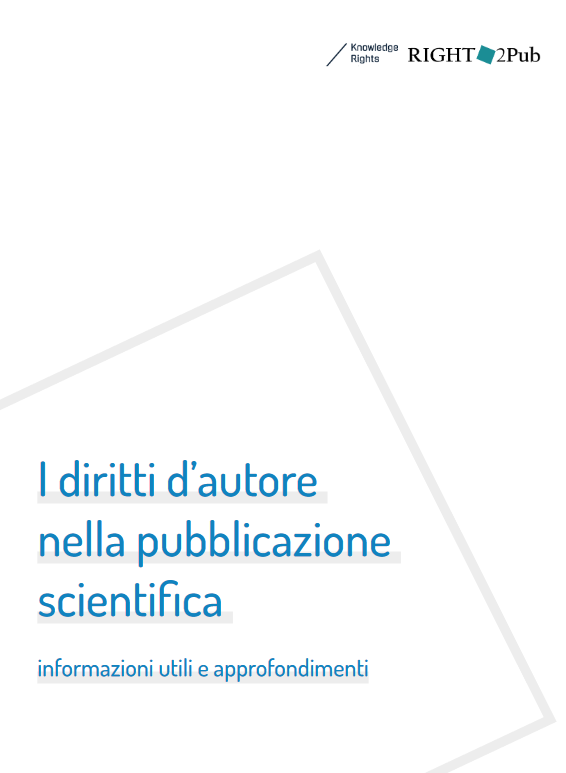 Knowledge
Rights
RIGHT 2Pub
I diritti d’autore
nella pubblicazione
scientifica
informazioni utili e approfondimenti